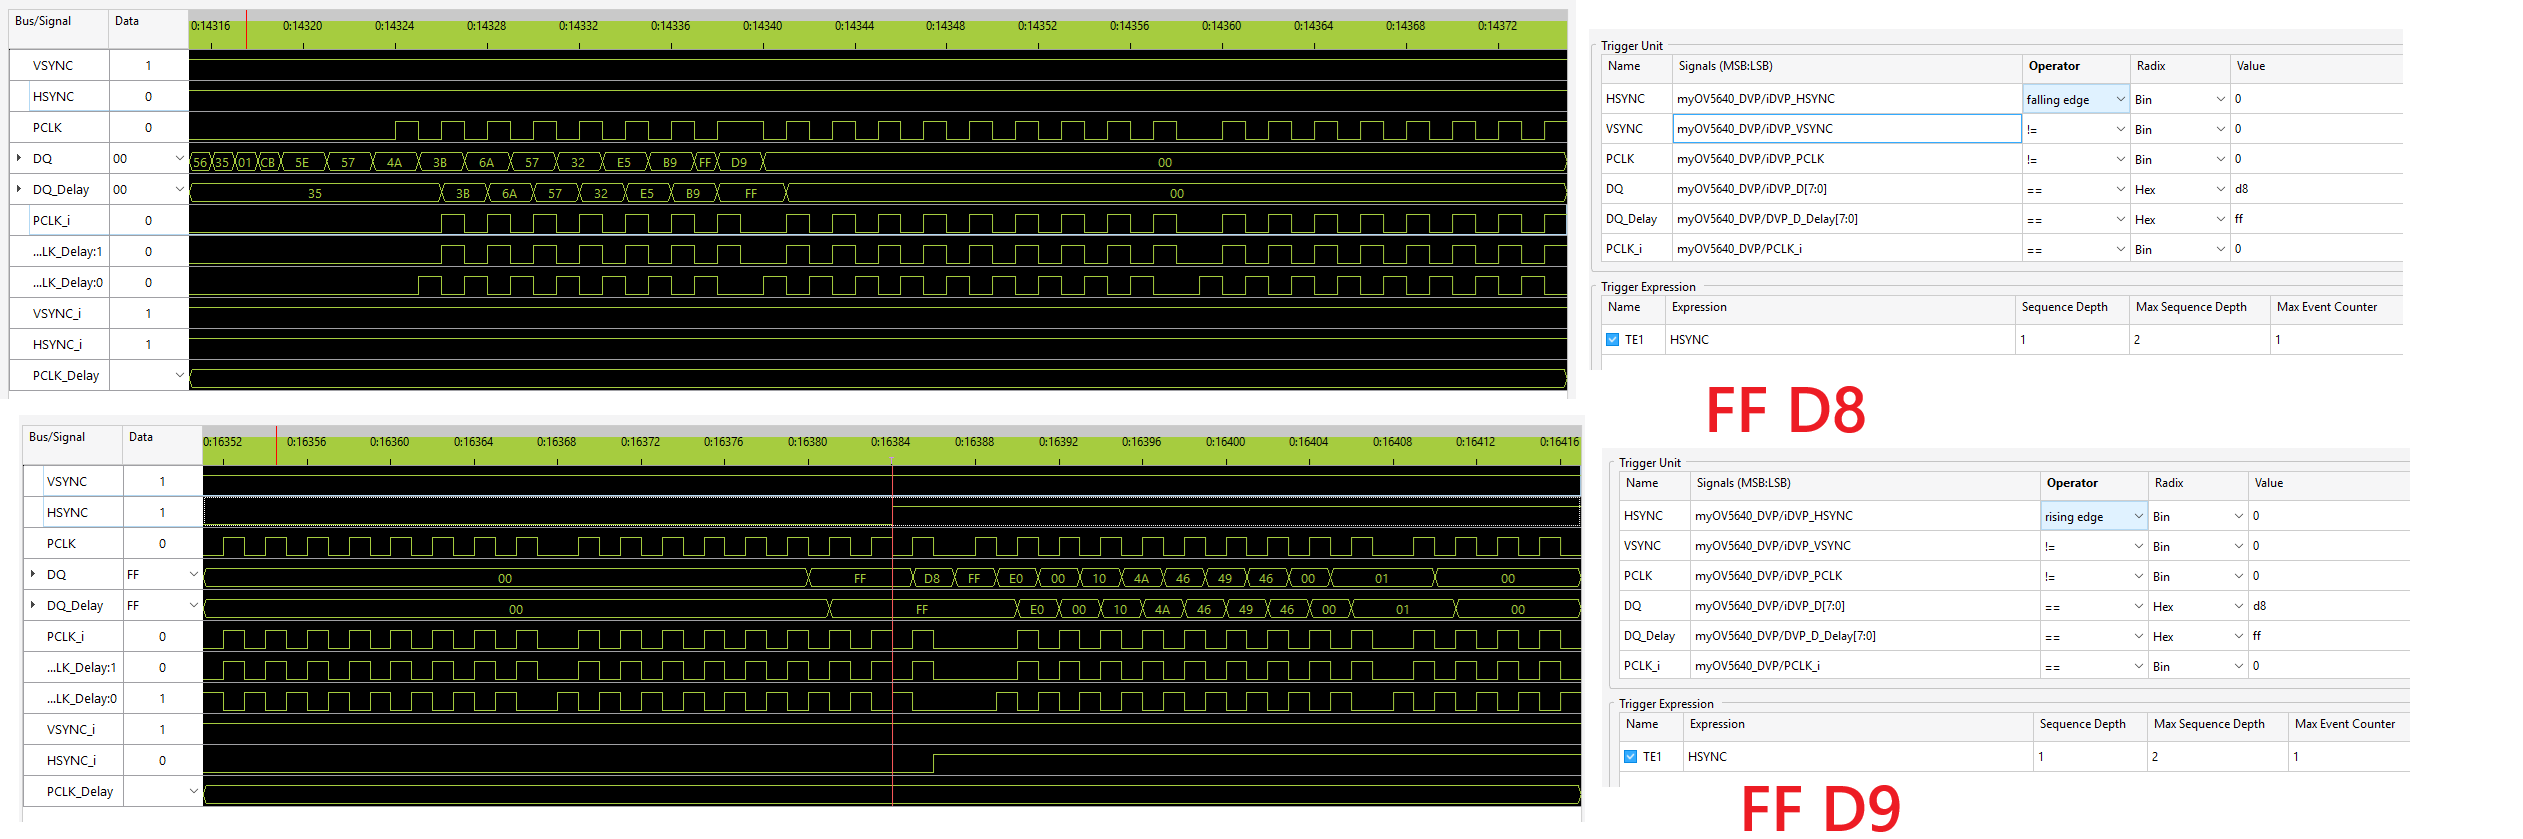 Bus/Signal Data 0:14316 0:14320 0:14324 0:14328 0:14332 0:14336 0:14340 0:14344 0:14348 0:14352 0:14356 0:14360 0:14364 0:14368 0:14372
VSYNC 1
HSYNC 0
PCLK 0
DQ 00 56 35 01 CB 5E 57 4A 3B 6A 57 32 E5 B9 FF D9 00
DQ_Delay 00 35 3B 6A 57 32 E5 B9 FF 00
PCLK_i 0
...LK_Delay:1 0
...LK_Delay:0 0
VSYNC_i 1
HSYNC_i 1
PCLK_Delay
Trigger Unit
Name Signals (MSB:LSB) Operator Radix Value
HSYNC myOV5640_DVP/iDVP_HSYNC falling edge Bin 0
VSYNC myOV5640_DVP/iDVP_VSYNC != Bin 0
PCLK myOV5640_DVP/iDVP_PCLK != Bin 0
DQ myOV5640_DVP/iDVP_D[7:0] == Hex d8
DQ_Delay myOV5640_DVP/DVP_D_Delay[7:0] == Hex ff
PCLK_i myOV5640_DVP/PCLK_i == Bin 0
Trigger Expression
Name Expression Sequence Depth Max Sequence Depth Max Event Counter
TE1 HSYNC 1 2 1
FF D8
Bus/Signal Data 0:16352 0:16356 0:16360 0:16364 0:16368 0:16372 0:16376 0:16380 0:16384 0:16388 0:16392 0:16396 0:16400 0:16404 0:16408 0:16412 0:16416
VSYNC 1
HSYNC 1
PCLK 0
DQ FF 00 FF D8 FF E0 00 10 4A 46 49 46 00 01 00
DQ_Delay FF 00 FF E0 00 10 4A 46 49 46 00 01 00
PCLK_i 0
...LK_Delay:1 0
...LK_Delay:0 1
VSYNC_i 1
HSYNC_i 0
PCLK_Delay
Trigger Unit
Name Signals (MSB:LSB) Operator Radix Value
HSYNC myOV5640_DVP/iDVP_HSYNC rising edge Bin 0
VSYNC myOV5640_DVP/iDVP_VSYNC != Bin 0
PCLK myOV5640_DVP/iDVP_PCLK != Bin 0
DQ myOV5640_DVP/iDVP_D[7:0] == Hex d8
DQ_Delay myOV5640_DVP/DVP_D_Delay[7:0] == Hex ff
PCLK_i myOV5640_DVP/PCLK_i == Bin 0
Trigger Expression
Name Expression Sequence Depth Max Sequence Depth Max Event Counter
TE1 HSYNC 1 2 1
FF D9